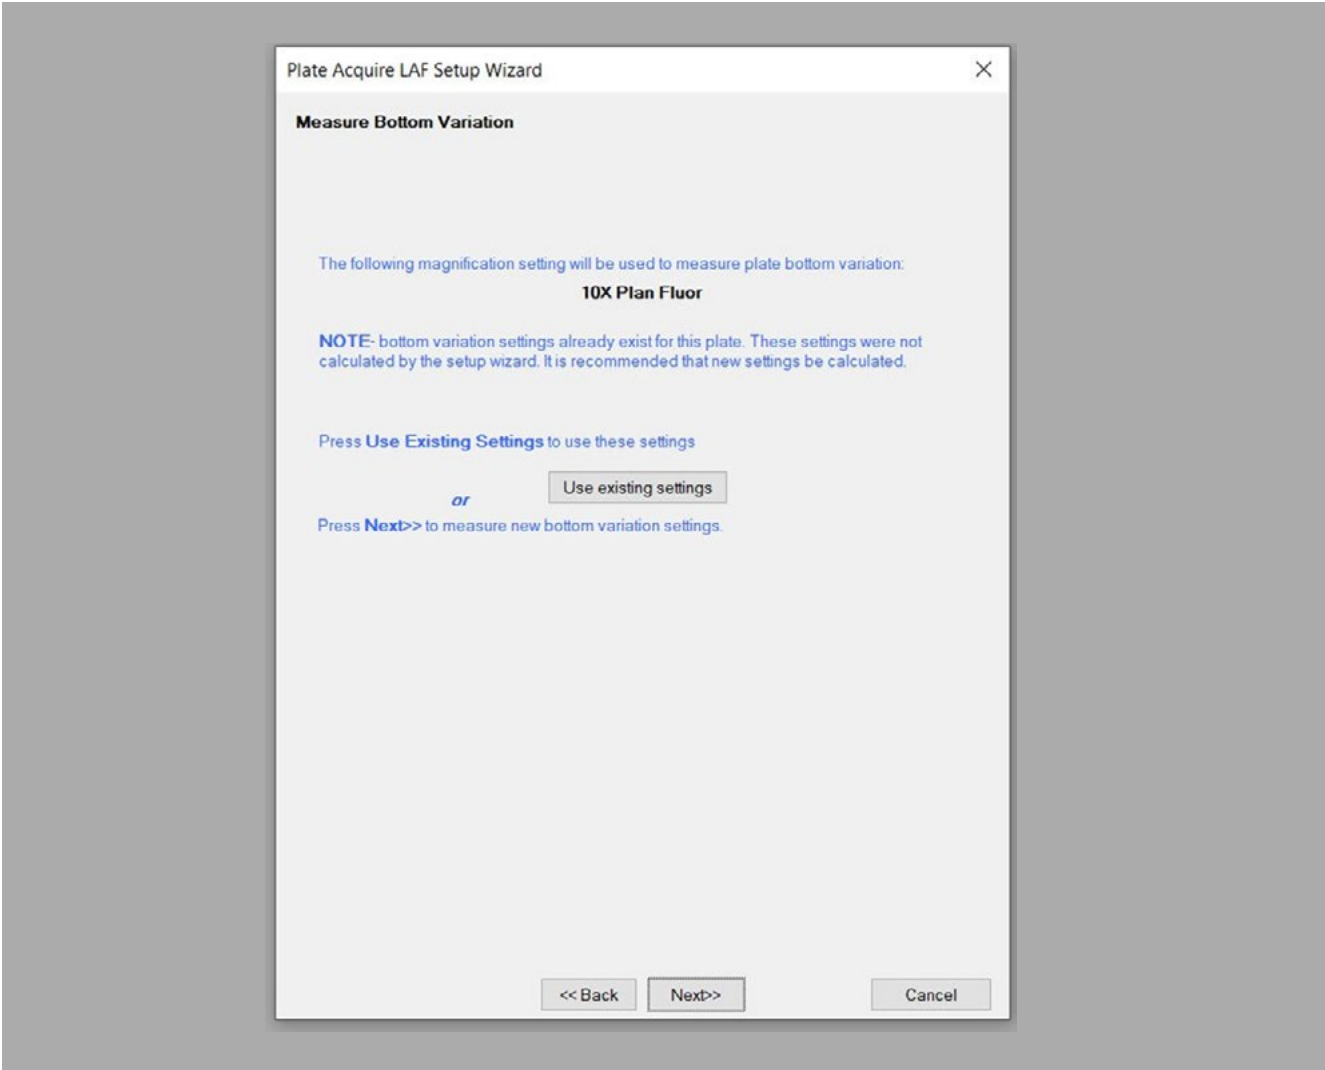 Plate Acquire LAF Setup Wizard
Measure Bottom Variation
The following magnification setting will be used to measure plate bottom variation:
10X Plan Fluor
NOTE- bottom variation settings already exist for this plate. These settings were not
calculated by the setup wizard. It is recommended that new settings be calculated.
Press Use Existing Settings to use these settings
Use existing settings
or
Press Next>> to measure new bottom variation settings.
<< Back
Next>>
Cancel